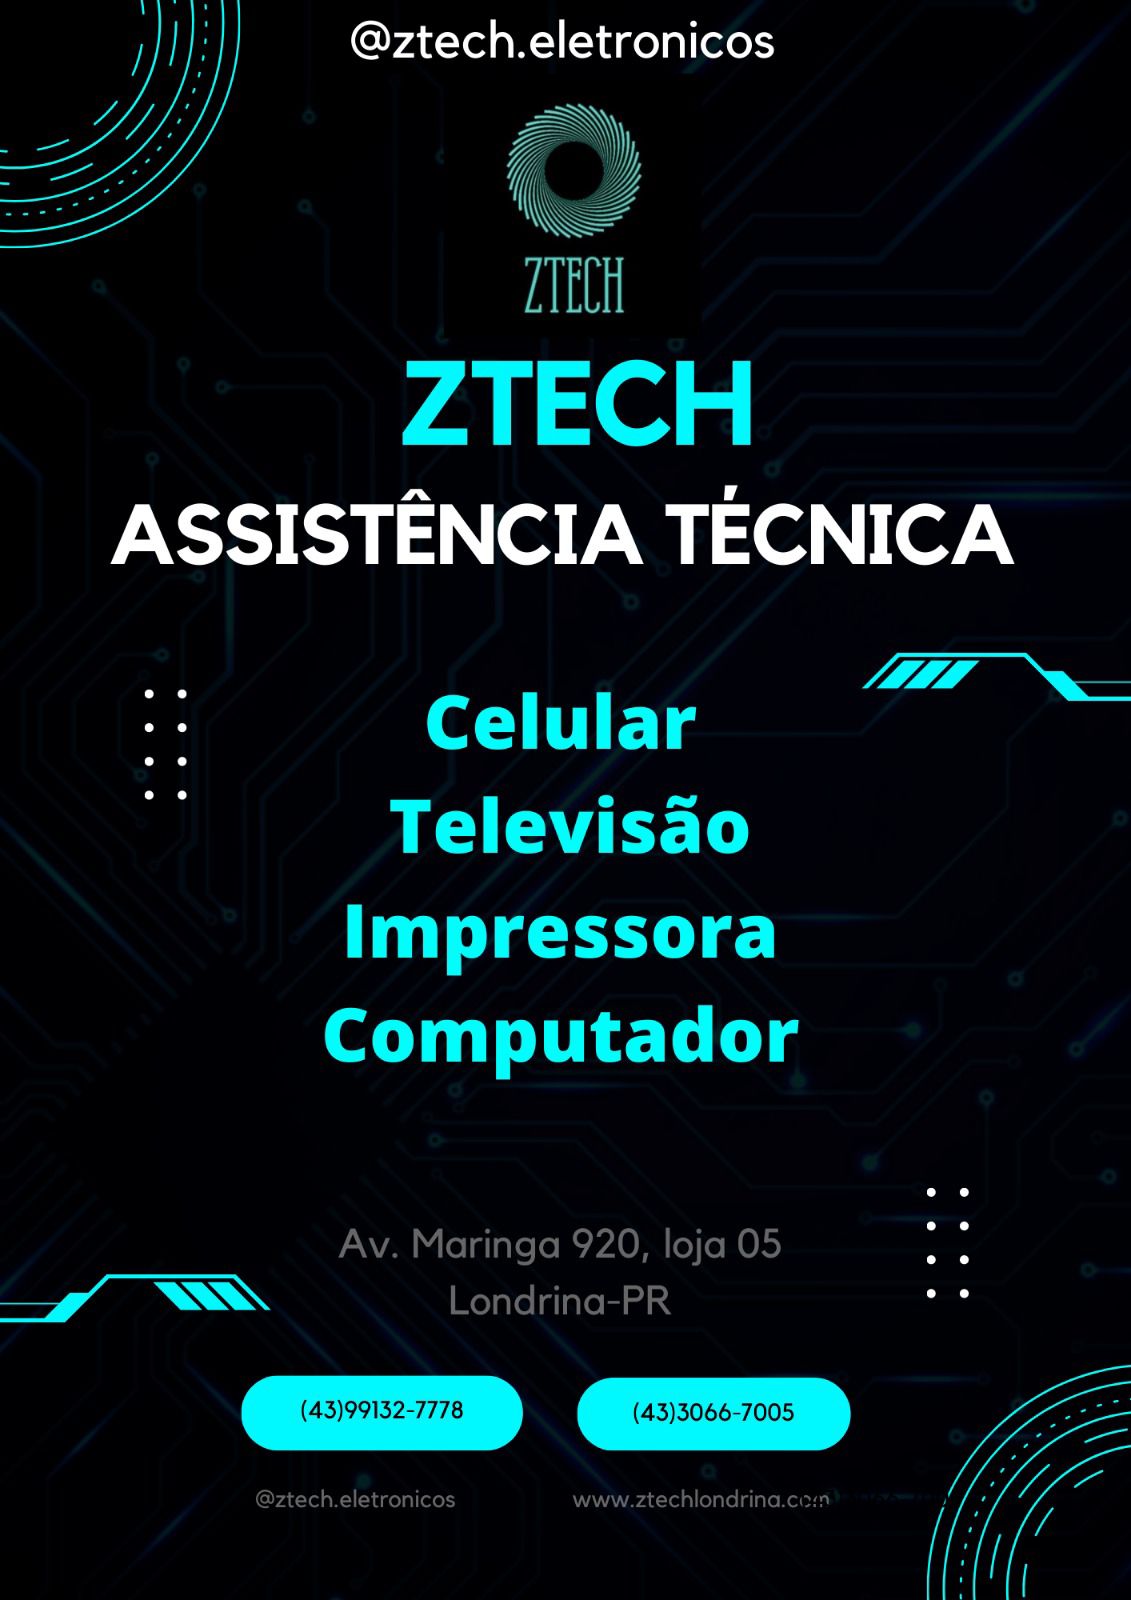 @ztech.eletronicos
ZTECH
ZTECH
ASSISTÊNCIA TÉCNICA
Celular
Televisão
Impressora
Computador
Av. Maringa 920, loja 05
Londrina-PR
(43)99132-7778
(43)3066-7005
@ztech.eletronicos
www.ztechlondrina.com